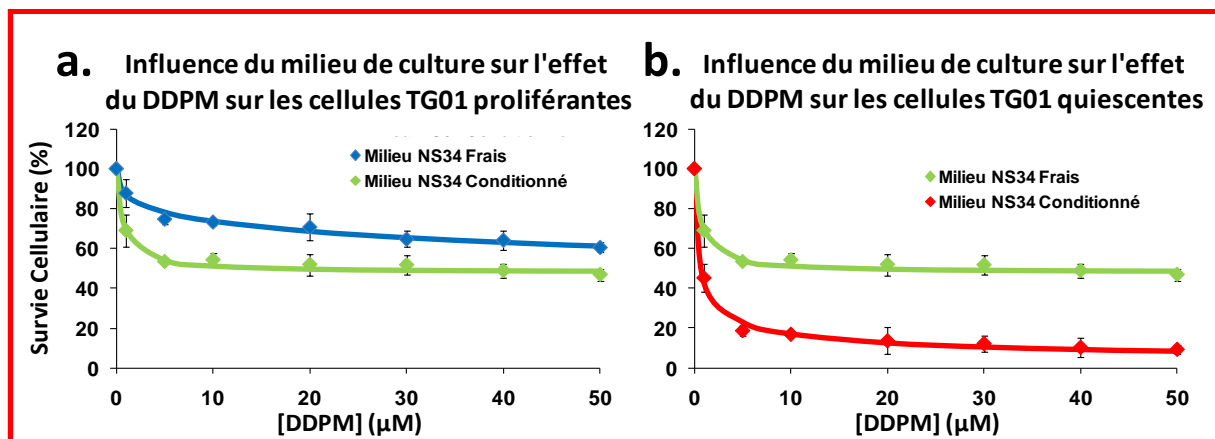 a. Influence du milieu de culture sur l'effet
du DDPM sur les cellules TG01 proliférantes
120
100
80
60
40
20
0
Survie Cellulaire (%)
Milieu NS34 Frais
Milieu NS34 Conditionné
0 10 20 30 40 50
[DDPM] (µM)
b. Influence du milieu de culture sur l'effet
du DDPM sur les cellules TG01 quiescentes
120
100
80
60
40
20
0
Milieu NS34 Frais
Milieu NS34 Conditionné
0 10 20 30 40 50
[DDPM] (µM)